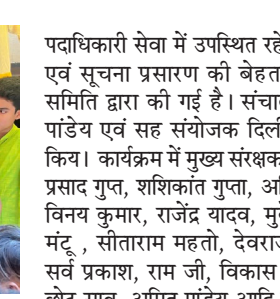 पदाधिकारी सेवा में उपस्थित रहे
एवं सूचना प्रसारण की बेहत
समिति द्वारा की गई है। संचा
पांडेय एवं सह संयोजक दिल
किय। कार्यक्रम में मुख्य संरक्षक
प्रसाद गुप्त, शशिकांत गुप्ता, अ
विनय कुमार, राजेंद्र यादव, मु
मंटू , सीताराम महतो, देवरा
सर्व प्रकाश, राम जी, विकास